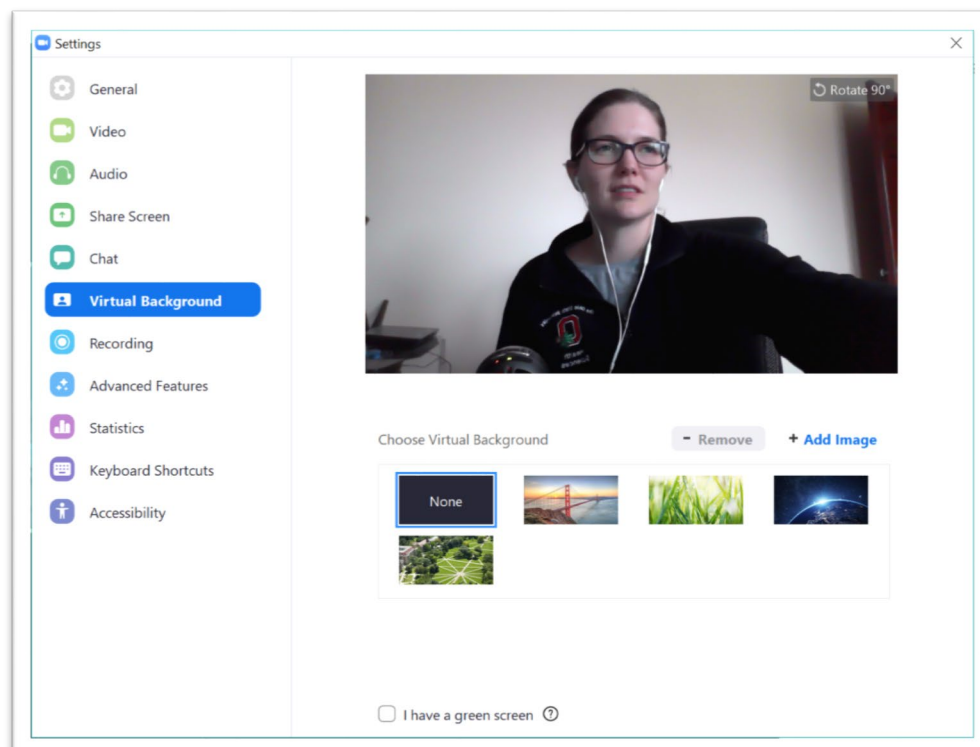 Settings
General
Video
Audio
Share Screen
Chat
Virtual Background
Recording
Advanced Features
Statistics
Keyboard Shortcuts
Accessibility
Rotate 90°
Choose Virtual Background
- Remove
+ Add Image
None
I have a green screen